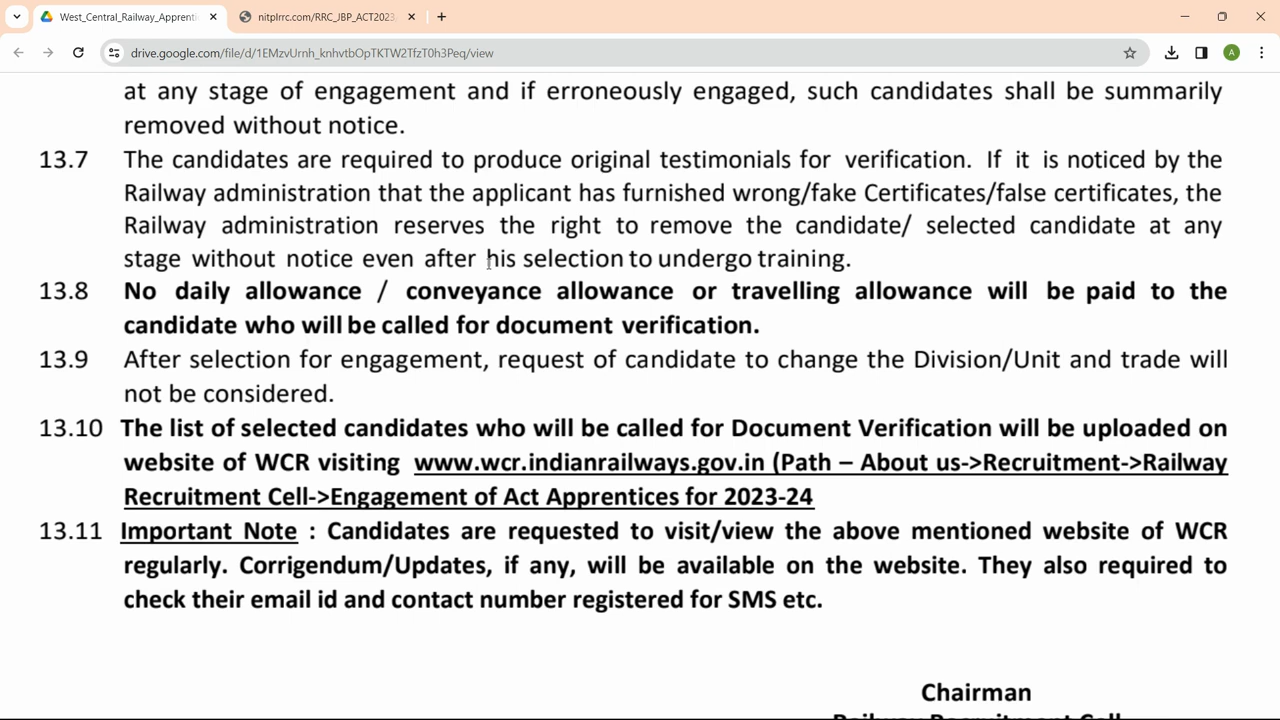 West_Central_Railway_Apprenti
nitplrrc.com/RRC_JBP_ACT2023
drive.google.com/file/d/1EMzvUrnh_knhvtbOpTKTW2TfzT0h3Peq/view
A
at any stage of engagement and if erroneously engaged, such candidates shall be summarily
removed without notice.
13.7 The candidates are required to produce original testimonials for verification. If it is noticed by the
Railway administration that the applicant has furnished wrong/fake Certificates/false certificates, the
Railway administration reserves the right to remove the candidate/ selected candidate at any
stage without notice even after his selection to undergo training.
13.8 No daily allowance / conveyance allowance or travelling allowance will be paid to the
candidate who will be called for document verification.
13.9 After selection for engagement, request of candidate to change the Division/Unit and trade will
not be considered.
13.10 The list of selected candidates who will be called for Document Verification will be uploaded on
website of WCR visiting www.wcr.indianrailways.gov.in (Path – About us->Recruitment->Railway
Recruitment Cell->Engagement of Act Apprentices for 2023-24
13.11 Important Note : Candidates are requested to visit/view the above mentioned website of WCR
regularly. Corrigendum/Updates, if any, will be available on the website. They also required to
check their email id and contact number registered for SMS etc.
Chairman
Railway Recruitment Cell